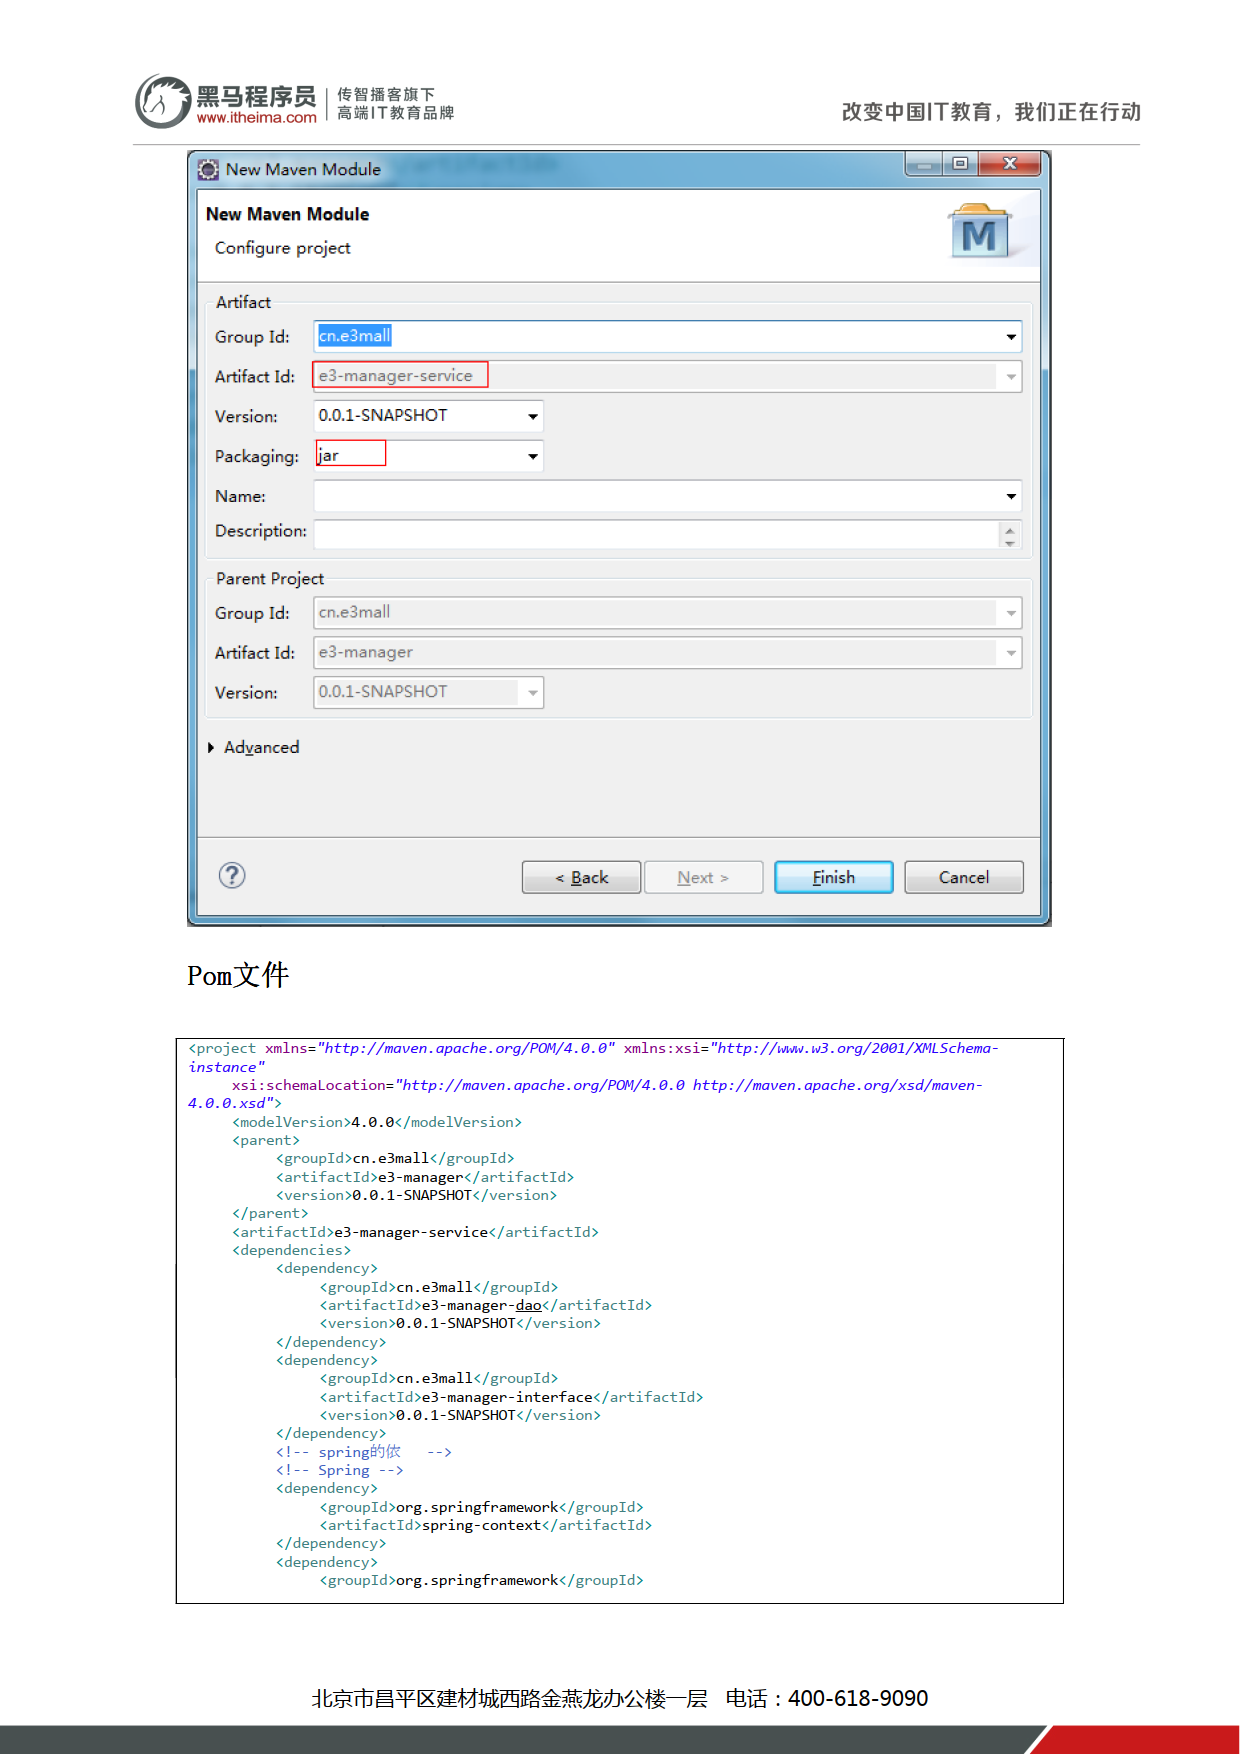 黑马程序员
www.itheima.com
传智播客旗下
高端IT教育品牌
改变中国IT教育，我们正在行动
New Maven Module
New Maven Module
Configure project
M
Artifact
Group Id: cn.e3mall
Artifact Id: e3-manager-service
Version: 0.0.1-SNAPSHOT
Packaging: jar
Name:
Description:
Parent Project
Group Id: cn.e3mall
Artifact Id: e3-manager
Version: 0.0.1-SNAPSHOT
Advanced
? < Back Next > Finish Cancel
Pom文件
<project xmlns="http://maven.apache.org/POM/4.0.0" xmlns:xsi="http://www.w3.org/2001/XMLSchema-
instance"
xsi:schemaLocation="http://maven.apache.org/POM/4.0.0 http://maven.apache.org/xsd/maven-
4.0.0.xsd">
<modelVersion>4.0.0</modelVersion>
<parent>
<groupId>cn.e3mall</groupId>
<artifactId>e3-manager</artifactId>
<version>0.0.1-SNAPSHOT</version>
</parent>
<artifactId>e3-manager-service</artifactId>
<dependencies>
<dependency>
<groupId>cn.e3mall</groupId>
<artifactId>e3-manager-dao</artifactId>
<version>0.0.1-SNAPSHOT</version>
</dependency>
<dependency>
<groupId>cn.e3mall</groupId>
<artifactId>e3-manager-interface</artifactId>
<version>0.0.1-SNAPSHOT</version>
</dependency>
<!-- spring的依 -->
<!-- Spring -->
<dependency>
<groupId>org.springframework</groupId>
<artifactId>spring-context</artifactId>
</dependency>
<dependency>
<groupId>org.springframework</groupId>
北京市昌平区建材城西路金燕龙办公楼一层 电话：400-618-9090